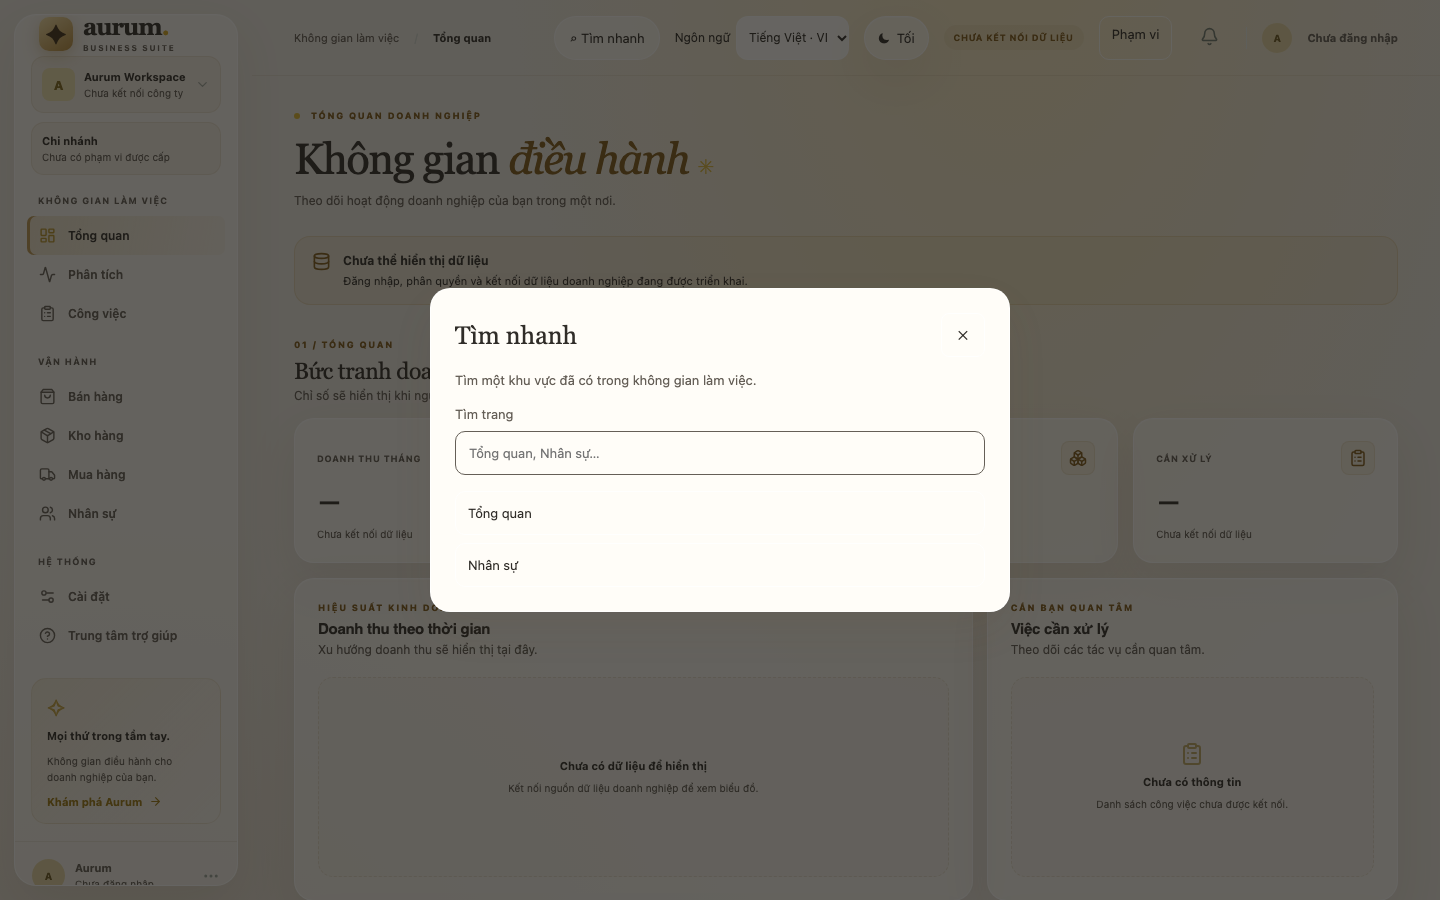 aurum.
BUSINESS SUITE
A
Aurum Workspace
Chưa kết nối công ty
Chi nhánh
Chưa có phạm vi được cấp
KHÔNG GIAN LÀM VIỆC
Tổng quan
Phân tích
Công việc
VẬN HÀNH
Bán hàng
Kho hàng
Mua hàng
Nhân sự
HỆ THỐNG
Cài đặt
Trung tâm trợ giúp
Mọi thứ trong tầm tay.
Không gian điều hành cho
doanh nghiệp của bạn.
Khám phá Aurum →
A
Aurum
Chưa đăng nhập
Không gian làm việc / Tổng quan
Tìm nhanh
Ngôn ngữ
Tiếng Việt · VI
Tối
CHƯA KẾT NỐI DỮ LIỆU
Phạm vi
A
Chưa đăng nhập
TỔNG QUAN DOANH NGHIỆP
Không gian điều hành
Theo dõi hoạt động doanh nghiệp của bạn trong một nơi.
Chưa thể hiển thị dữ liệu
Đăng nhập, phân quyền và kết nối dữ liệu doanh nghiệp đang được triển khai.
01 / TỔNG QUAN
Bức tranh doa
Chỉ số sẽ hiển thị khi ngu
DOANH THU THÁNG
—
Chưa kết nối dữ liệu
CẦN XỬ LÝ
—
Chưa kết nối dữ liệu
Tìm nhanh
×
Tìm một khu vực đã có trong không gian làm việc.
Tìm trang
Tổng quan, Nhân sự...
Tổng quan
Nhân sự
HIỆU SUẤT KINH DO
Doanh thu theo thời gian
Xu hướng doanh thu sẽ hiển thị tại đây.
Chưa có dữ liệu để hiển thị
Kết nối nguồn dữ liệu doanh nghiệp để xem biểu đồ.
CẦN BẠN QUAN TÂM
Việc cần xử lý
Theo dõi các tác vụ cần quan tâm.
Chưa có thông tin
Danh sách công việc chưa được kết nối.